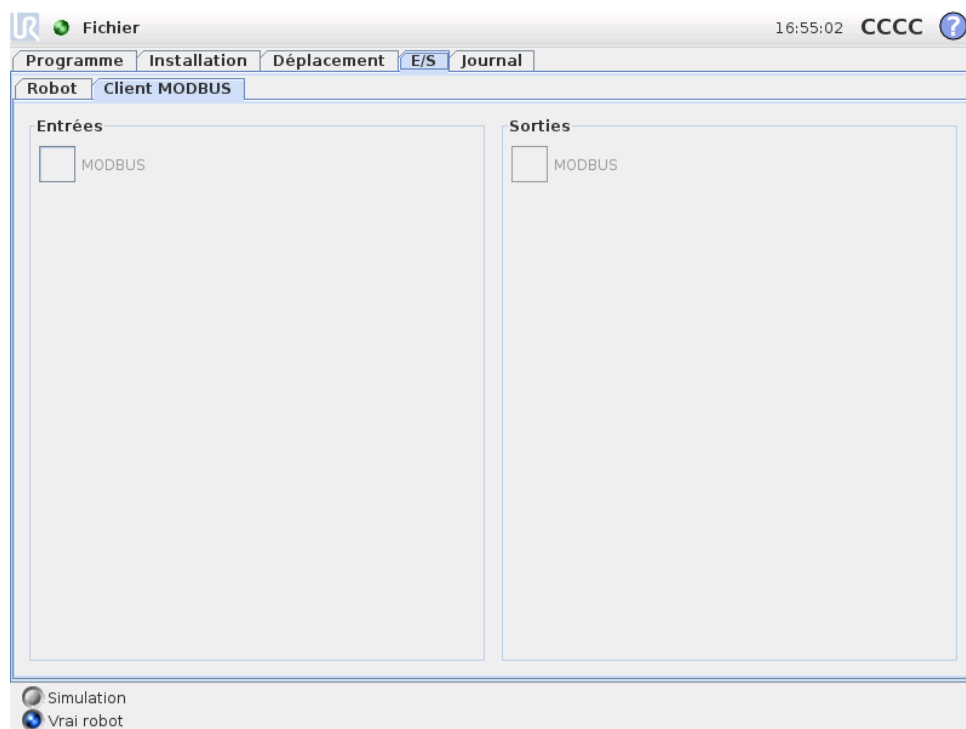 UR Fichier 16:55:02 CCCC ?
Programme Installation Déplacement E/S Journal
Robot Client MODBUS
Entrées Sorties
MODBUS MODBUS
Simulation
Vrai robot